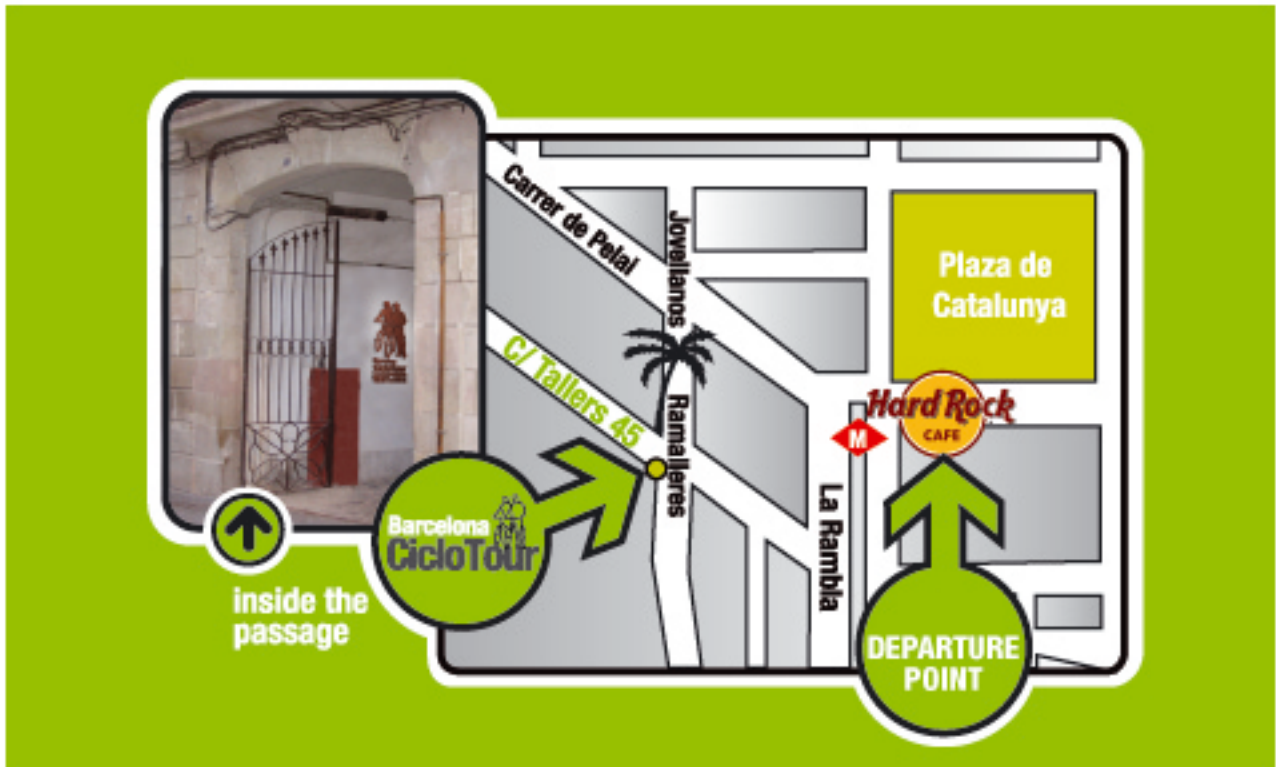 Carrer de Pelai
Jovellanos
Plaza de
Catalunya
C/ Tallers 45
Ramalleres
Hard Rock
CAFE
M
La Rambla
Barcelona
CicloTour
inside the
passage
DEPARTURE
POINT